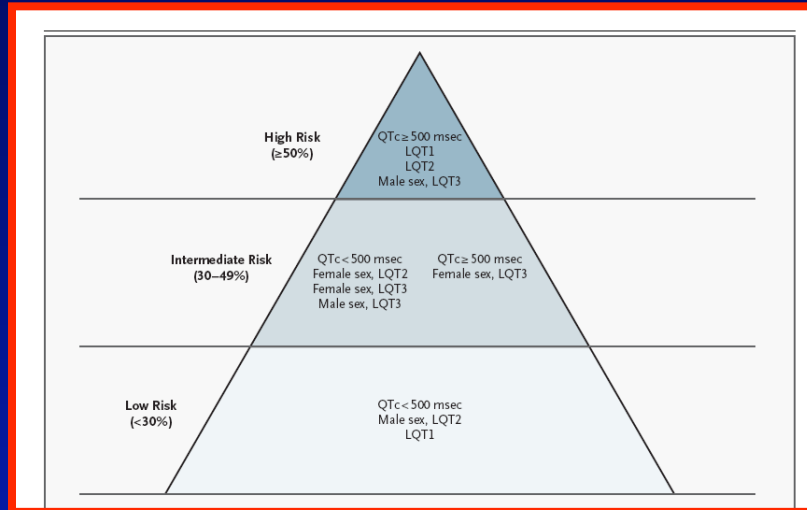 High Risk
(≥50%)
QTc≥500 msec
LQT1
LQT2
Male sex, LQT3
Intermediate Risk
(30–49%)
QTc<500 msec
Female sex, LQT2
Female sex, LQT3
Male sex, LQT3
QTc≥500 msec
Female sex, LQT3
Low Risk
(<30%)
QTc<500 msec
Male sex, LQT2
LQT1